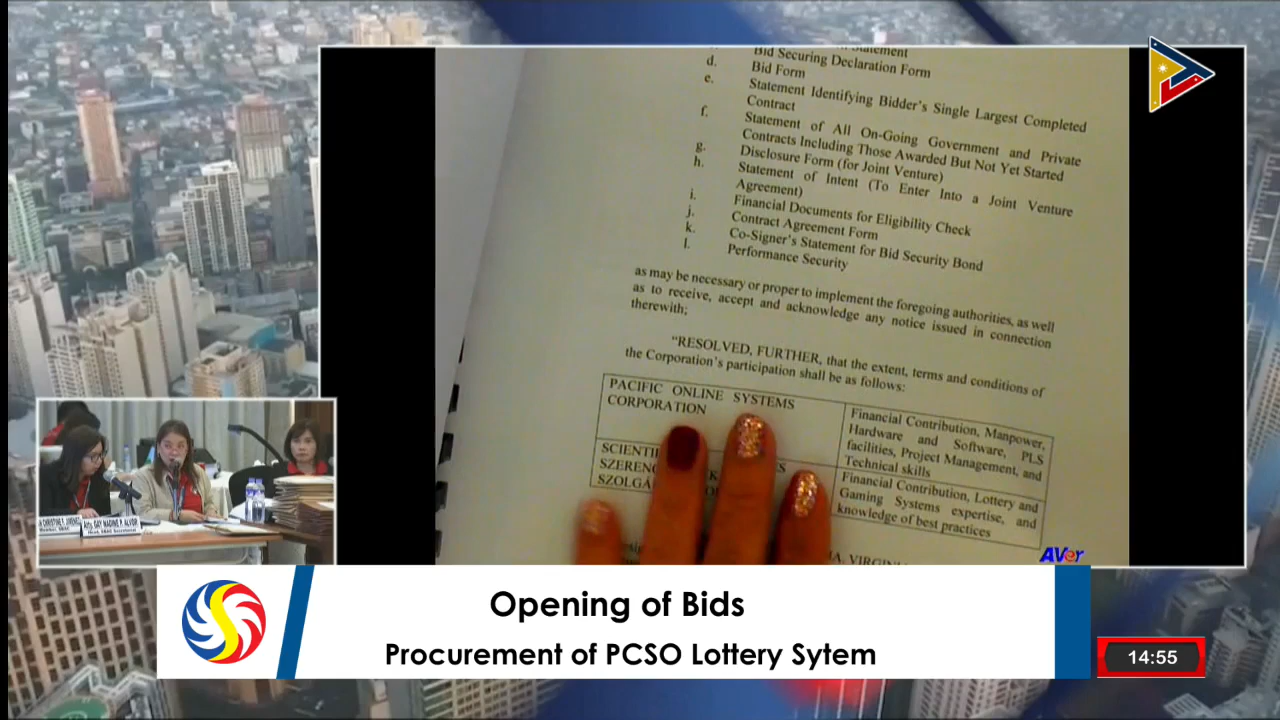 Statement
d. Bid Securing Declaration Form
e. Bid Form
Statement Identifying Bidder's Single Largest Completed
Contract
f. Statement of All On-Going Government and Private
Contracts Including Those Awarded But Not Yet Started
g. Disclosure Form (for Joint Venture)
h. Statement of Intent (To Enter Into a Joint Venture
Agreement)
i. Financial Documents for Eligibility Check
j. Contract Agreement Form
k. Co-Signer's Statement for Bid Security Bond
l. Performance Security
as may be necessary or proper to implement the foregoing authorities, as well
as to receive, accept and acknowledge any notice issued in connection
therewith;
"RESOLVED, FURTHER, that the extent, terms and conditions of
the Corporation's participation shall be as follows:
PACIFIC ONLINE SYSTEMS
CORPORATION
Financial Contribution, Manpower,
Hardware and Software, PLS
facilities, Project Management, and
Technical skills
Financial Contribution, Lottery and
Gaming Systems expertise, and
knowledge of best practices
AVer
Atty. GAY NADINE P. ALVOR
Opening of Bids
Procurement of PCSO Lottery Sytem
14:55